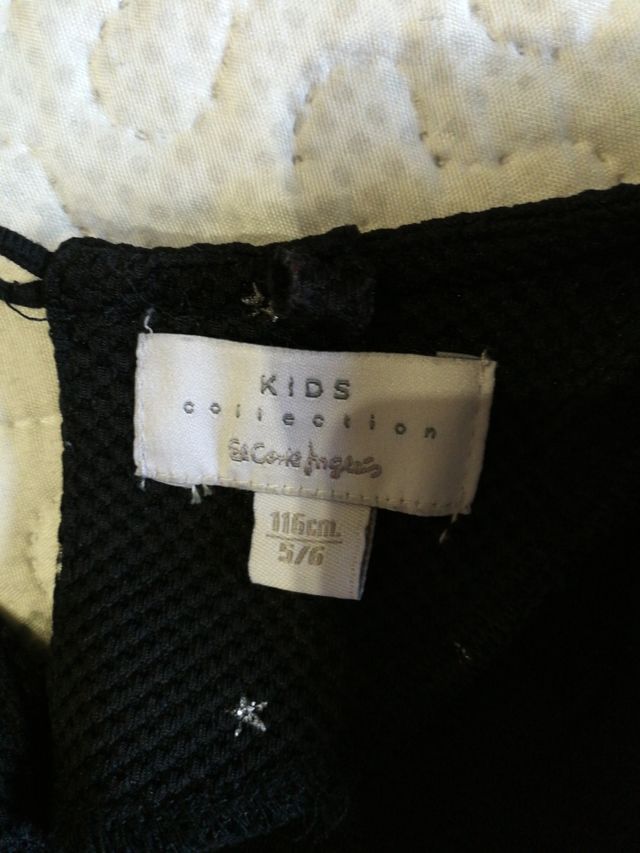 KIDS
collection
El Corte Inglés
116cm.
5/6